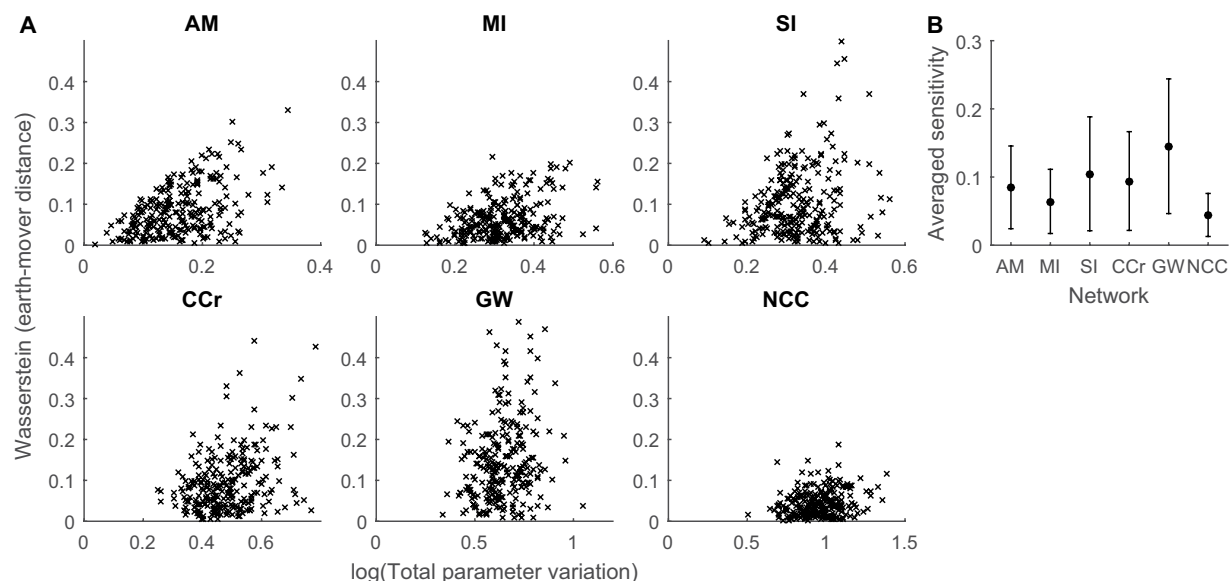 A
AM
MI
SI
B
Wasserstein (earth-mover distance)
0.4
0.3
0.2
0.1
0
0 0.2 0.4
0.4
0.3
0.2
0.1
0
0 0.2 0.4 0.6
0.4
0.3
0.2
0.1
0
0 0.2 0.4 0.6
Averaged sensitivity
0.3
0.2
0.1
0
AM MI SI CCr GW NCC
Network
CCr
GW
NCC
0.4
0.3
0.2
0.1
0
0 0.2 0.4 0.6
0.4
0.3
0.2
0.1
0
0 0.5 1
0.4
0.3
0.2
0.1
0
0 0.5 1 1.5
log(Total parameter variation)